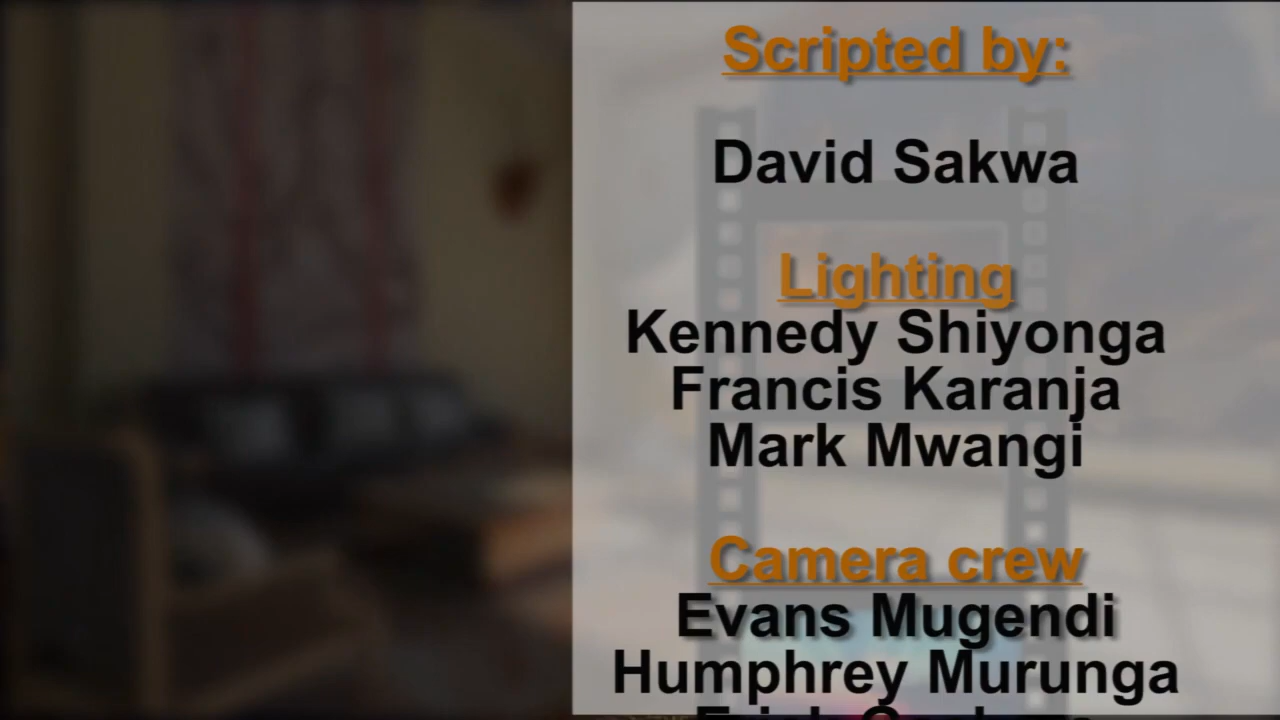 Scripted by:
David Sakwa
Lighting
Kennedy Shiyonga
Francis Karanja
Mark Mwangi
Camera crew
Evans Mugendi
Humphrey Murunga